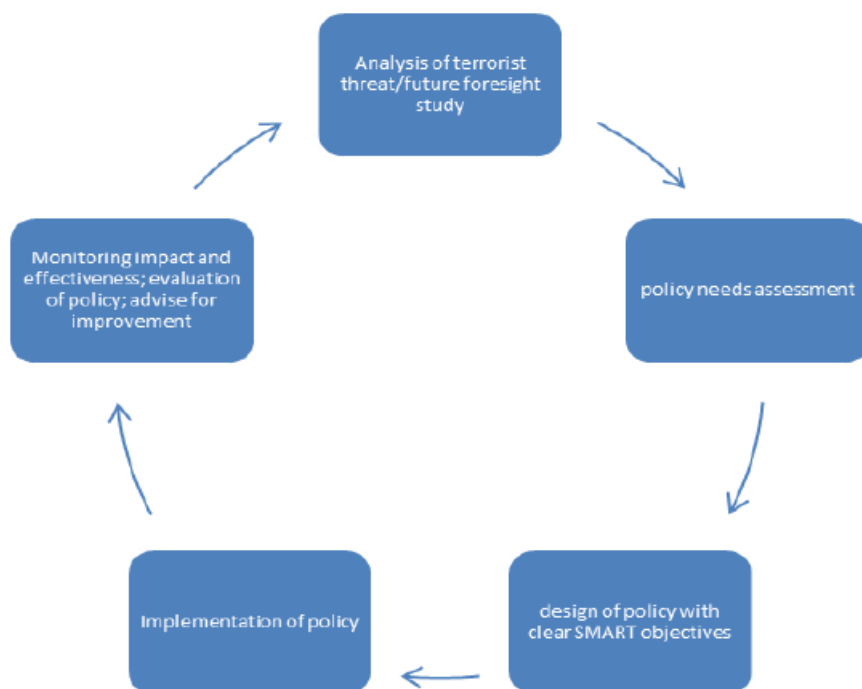 Analysis of terrorist
threat/future foresight
study
policy needs assessment
design of policy with
clear SMART objectives
Implementation of policy
Monitoring impact and
effectiveness; evaluation
of policy; advise for
improvement